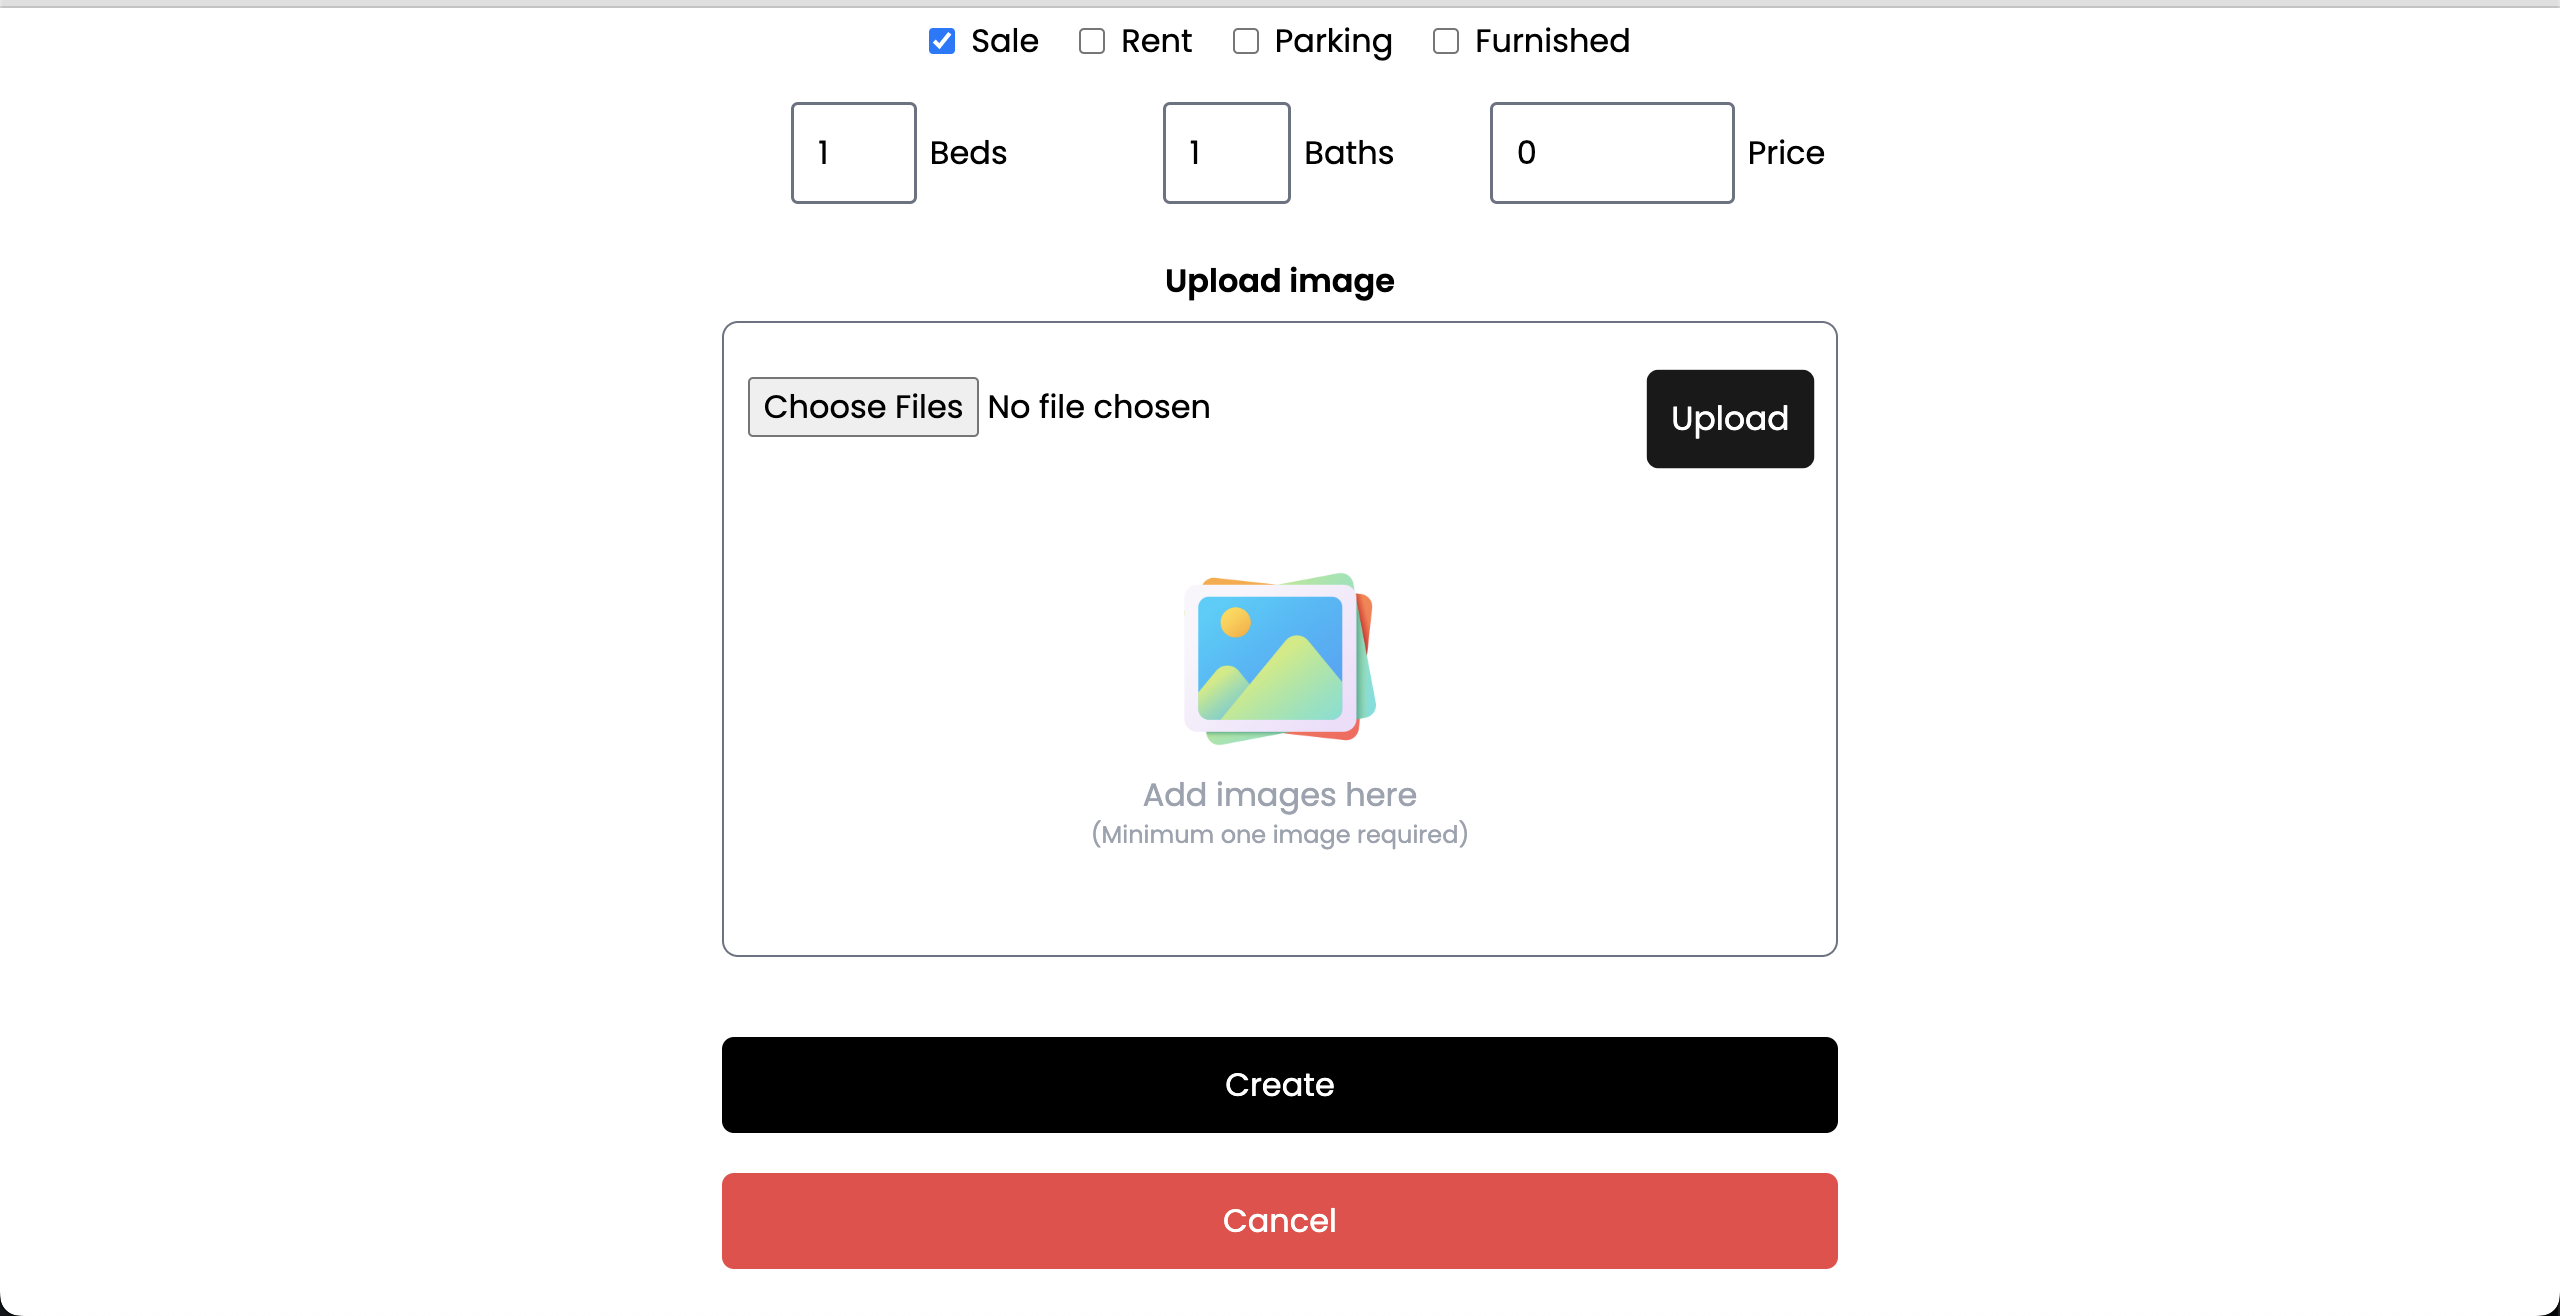 Sale Rent Parking Furnished
1 Beds 1 Baths 0 Price
Upload image
Choose Files No file chosen Upload
Add images here
(Minimum one image required)
Create
Cancel